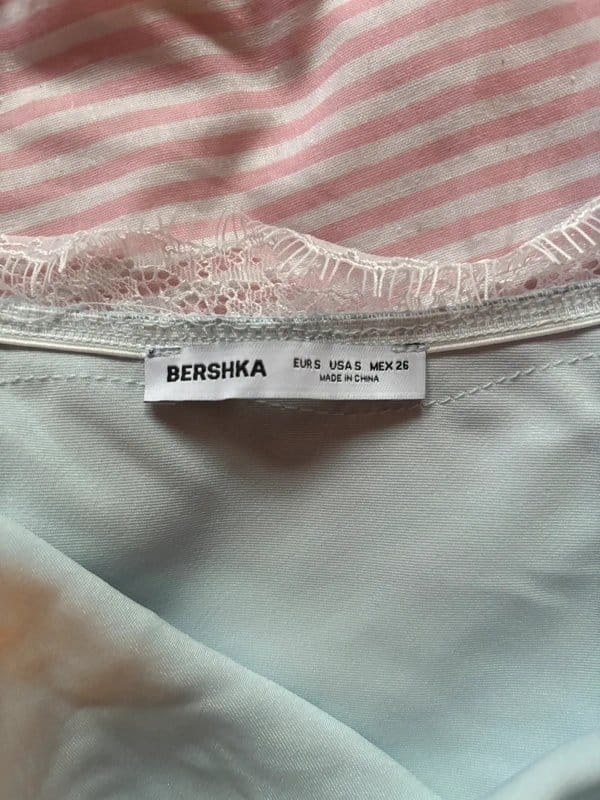 BERSHKA EUR S USA S MEX 26
MADE IN CHINA